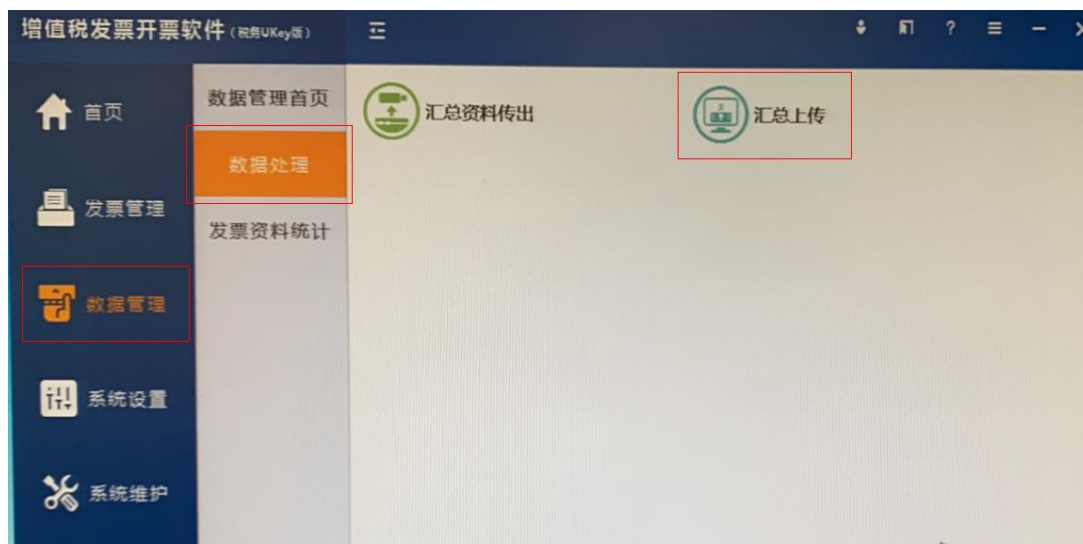 增值税发票开票软件（税务UKey版）
?
首页
发票管理
数据管理
系统设置
系统维护
数据管理首页
数据处理
发票资料统计
汇总资料传出
汇总上传